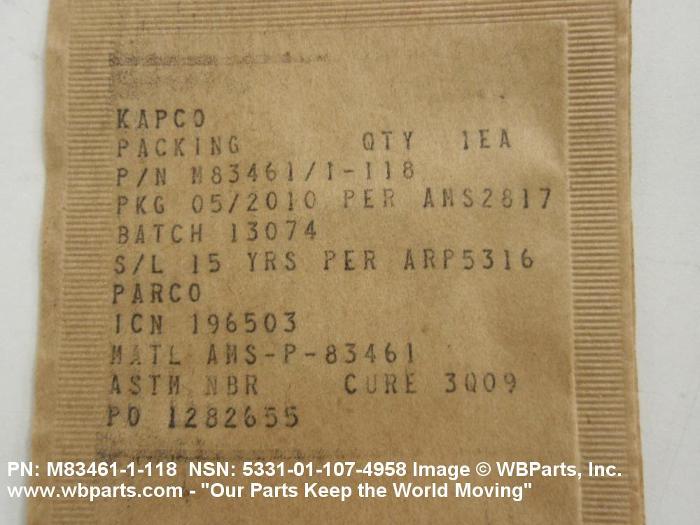 KAPCO
PACKING QTY 1EA
P/N M83461/1-118
PKG 05/2010 PER AMS2817
BATCH 13074
S/L 15 YRS PER ARP5316
PARCO
ICN 196503
MATL AMS-P-83461
ASTM NBR CURE 3Q09
PO 1282655
PN: M83461-1-118 NSN: 5331-01-107-4958 Image © WBParts, Inc.
www.wbparts.com - "Our Parts Keep the World Moving"